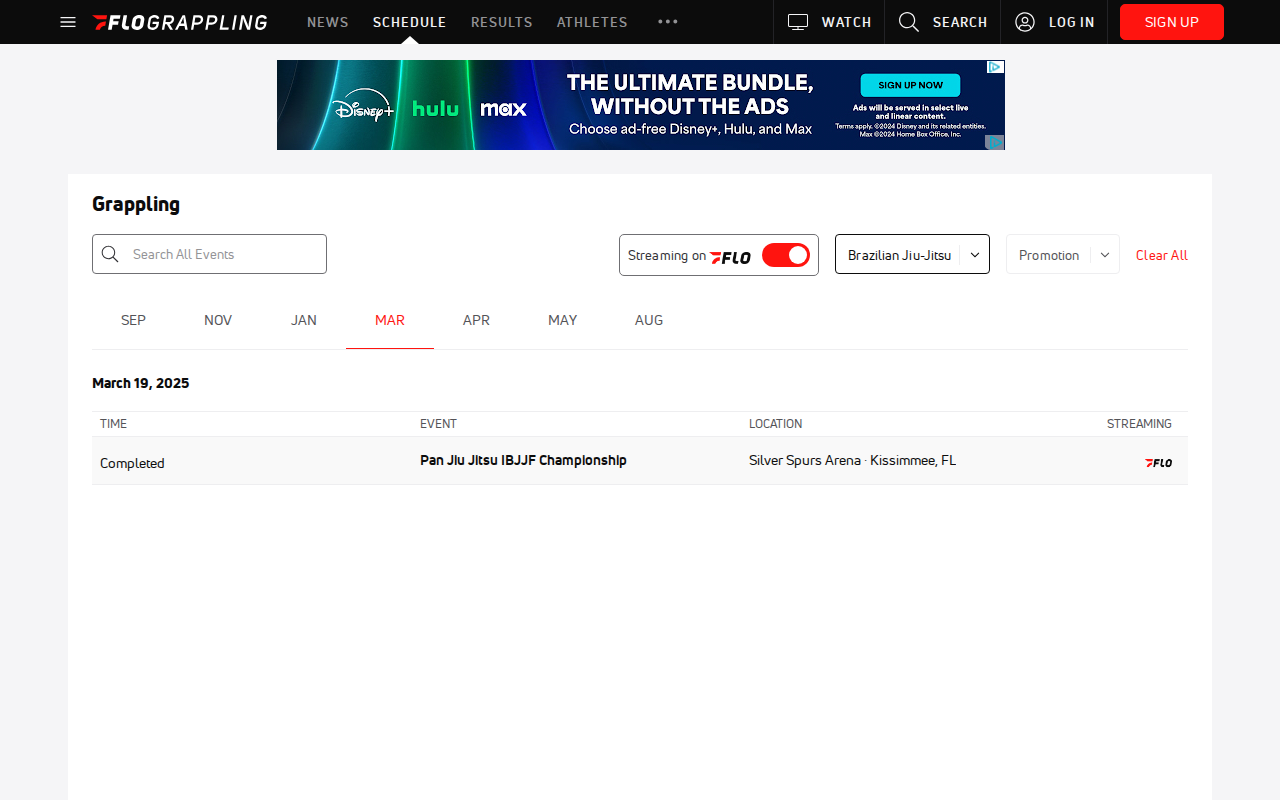 FLOGRAPPLING NEWS SCHEDULE RESULTS ATHLETES ••• WATCH SEARCH LOG IN SIGN UP
Disney+ hulu max
THE ULTIMATE BUNDLE,
WITHOUT THE ADS
Choose ad-free Disney+, Hulu, and Max
SIGN UP NOW
Ads will be served in select live
and linear content.
Terms apply. ©2024 Disney and its related entities.
Max ©2024 Home Box Office, Inc.
Grappling
Search All Events
Streaming on FLO
Brazilian Jiu-Jitsu
Promotion
Clear All
SEP NOV JAN MAR APR MAY AUG
March 19, 2025
TIME EVENT LOCATION STREAMING
Completed Pan Jiu Jitsu IBJJF Championship Silver Spurs Arena · Kissimmee, FL FLO